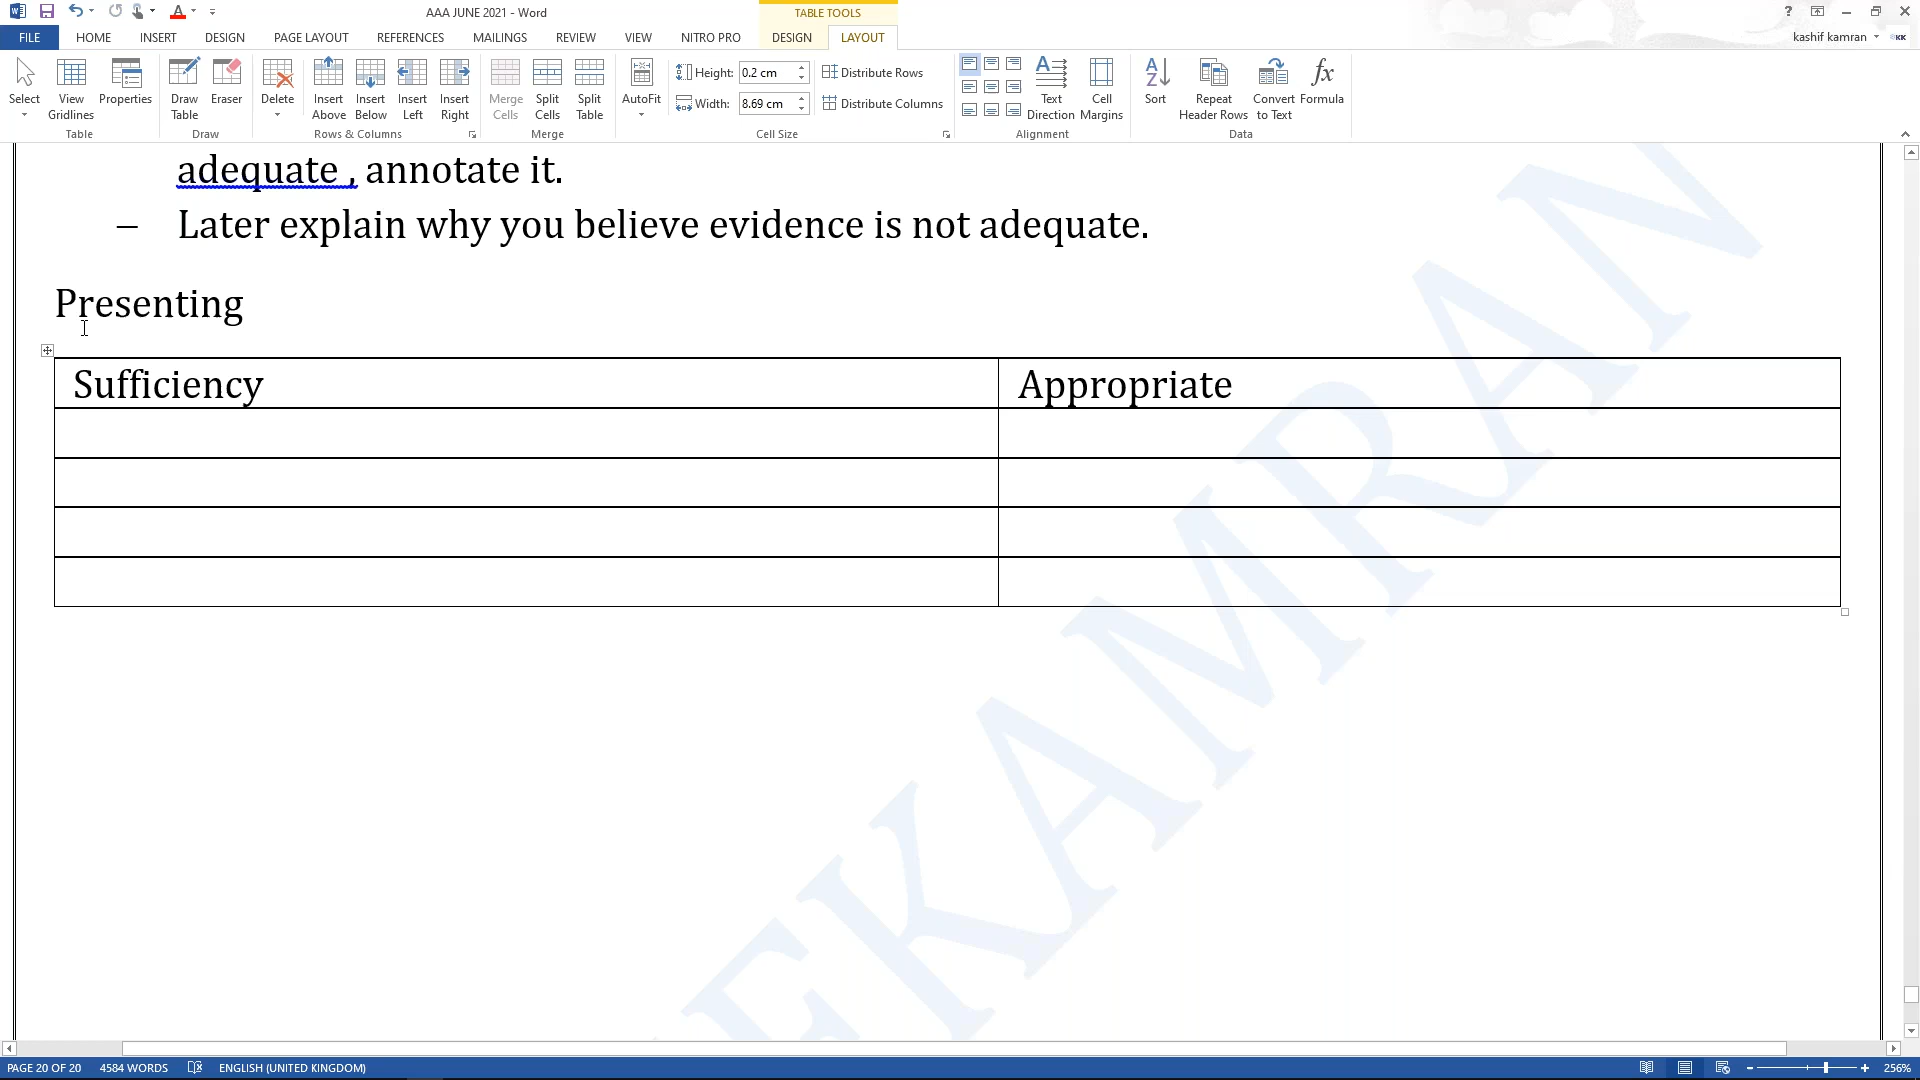 AAA JUNE 2021 - Word
TABLE TOOLS
?
FILE HOME INSERT DESIGN PAGE LAYOUT REFERENCES MAILINGS REVIEW VIEW NITRO PRO DESIGN LAYOUT
kashif kamran
KK
Select
View Gridlines
Properties
Table
Draw Table
Eraser
Draw
Delete
Insert Above
Insert Below
Insert Left
Insert Right
Rows & Columns
Merge Cells
Split Cells
Split Table
Merge
AutoFit
Height: 0.2 cm
Width: 8.69 cm
Distribute Rows
Distribute Columns
Cell Size
Text Direction
Cell Margins
Alignment
Sort
Repeat Header Rows
Convert to Text
Formula
Data
adequate , annotate it.
– Later explain why you believe evidence is not adequate.
Presenting
Sufficiency Appropriate
EKAMRAN
PAGE 20 OF 20 4584 WORDS ENGLISH (UNITED KINGDOM) 256%